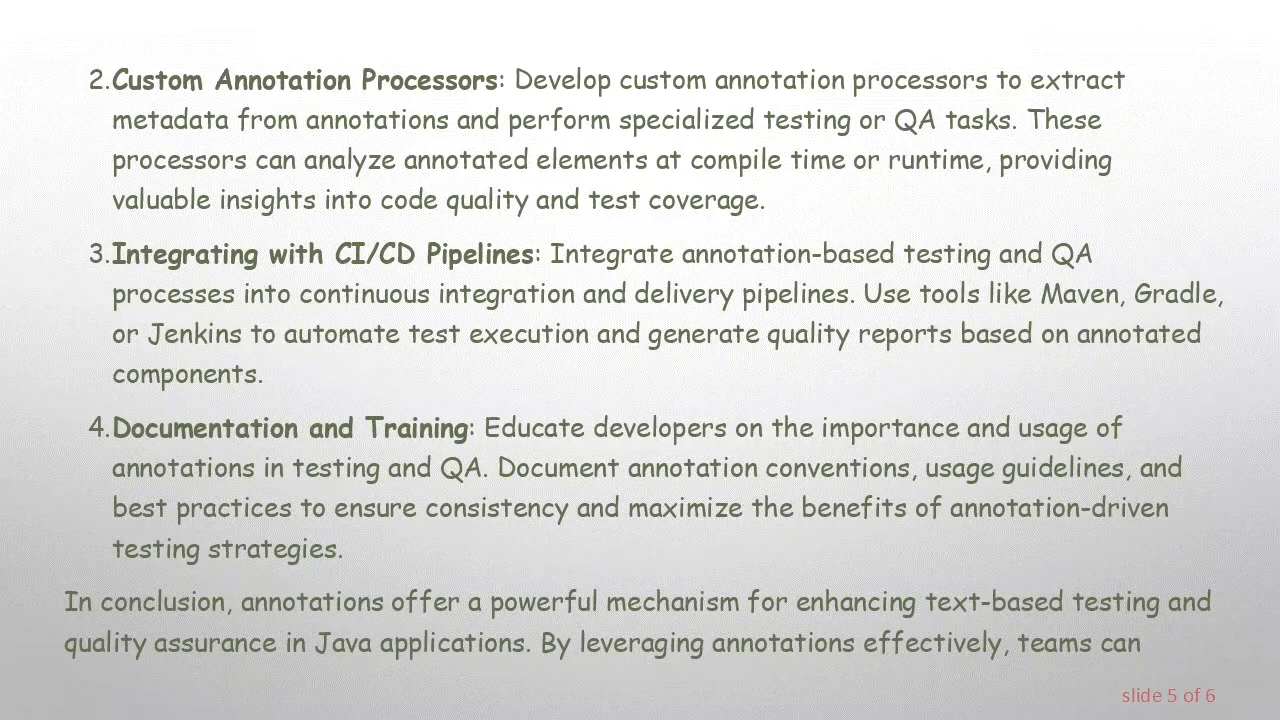 2.Custom Annotation Processors: Develop custom annotation processors to extract
metadata from annotations and perform specialized testing or QA tasks. These
processors can analyze annotated elements at compile time or runtime, providing
valuable insights into code quality and test coverage.
3.Integrating with CI/CD Pipelines: Integrate annotation-based testing and QA
processes into continuous integration and delivery pipelines. Use tools like Maven, Gradle,
or Jenkins to automate test execution and generate quality reports based on annotated
components.
4.Documentation and Training: Educate developers on the importance and usage of
annotations in testing and QA. Document annotation conventions, usage guidelines, and
best practices to ensure consistency and maximize the benefits of annotation-driven
testing strategies.
In conclusion, annotations offer a powerful mechanism for enhancing text-based testing and
quality assurance in Java applications. By leveraging annotations effectively, teams can
slide 5 of 6